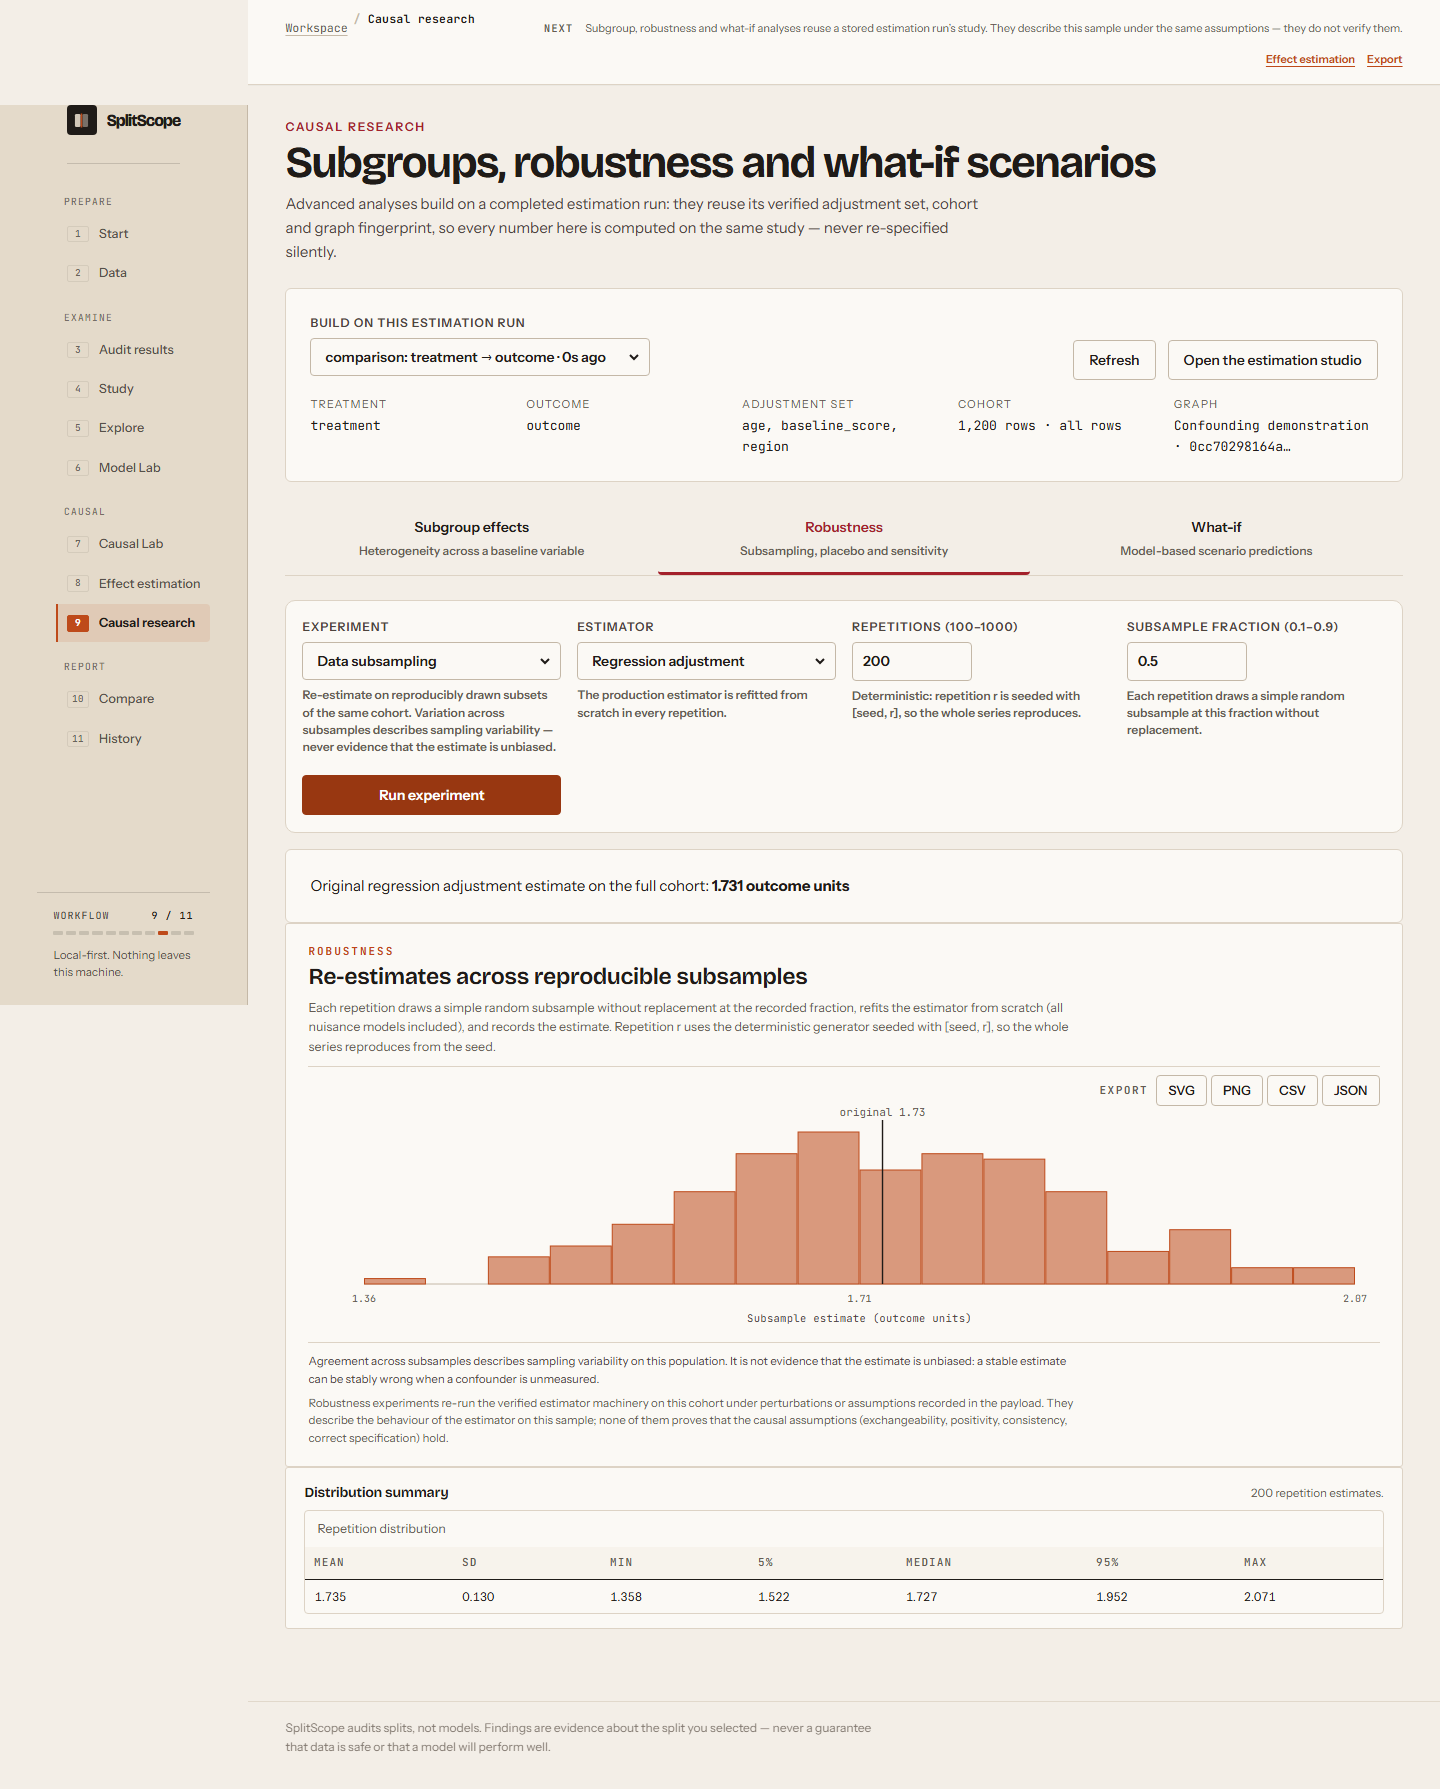 Workspace / Causal research
NEXT Subgroup, robustness and what-if analyses reuse a stored estimation run's study. They describe this sample under the same assumptions — they do not verify them.
Effect estimation Export
SplitScope
PREPARE
1 Start
2 Data
EXAMINE
3 Audit results
4 Study
5 Explore
6 Model Lab
CAUSAL
7 Causal Lab
8 Effect estimation
9 Causal research
REPORT
10 Compare
11 History
WORKFLOW 9 / 11
Local-first. Nothing leaves
this machine.
CAUSAL RESEARCH
Subgroups, robustness and what-if scenarios
Advanced analyses build on a completed estimation run: they reuse its verified adjustment set, cohort
and graph fingerprint, so every number here is computed on the same study — never re-specified
silently.
BUILD ON THIS ESTIMATION RUN
comparison: treatment → outcome · 0s ago
Refresh
Open the estimation studio
TREATMENT
treatment
OUTCOME
outcome
ADJUSTMENT SET
age, baseline_score,
region
COHORT
1,200 rows · all rows
GRAPH
Confounding demonstration
· 0cc70298164a…
Subgroup effects
Heterogeneity across a baseline variable
Robustness
Subsampling, placebo and sensitivity
What-if
Model-based scenario predictions
EXPERIMENT
Data subsampling
Re-estimate on reproducibly drawn subsets
of the same cohort. Variation across
subsamples describes sampling variability —
never evidence that the estimate is unbiased.
ESTIMATOR
Regression adjustment
The production estimator is refitted from
scratch in every repetition.
REPETITIONS (100–1000)
200
Deterministic: repetition r is seeded with
[seed, r], so the whole series reproduces.
SUBSAMPLE FRACTION (0.1–0.9)
0.5
Each repetition draws a simple random
subsample at this fraction without
replacement.
Run experiment
Original regression adjustment estimate on the full cohort: 1.731 outcome units
ROBUSTNESS
Re-estimates across reproducible subsamples
Each repetition draws a simple random subsample without replacement at the recorded fraction, refits the estimator from scratch (all
nuisance models included), and records the estimate. Repetition r uses the deterministic generator seeded with [seed, r], so the whole
series reproduces from the seed.
EXPORT SVG PNG CSV JSON
original 1.73
1.36 1.71 2.07
Subsample estimate (outcome units)
Agreement across subsamples describes sampling variability on this population. It is not evidence that the estimate is unbiased: a stable estimate
can be stably wrong when a confounder is unmeasured.
Robustness experiments re-run the verified estimator machinery on this cohort under perturbations or assumptions recorded in the payload. They
describe the behaviour of the estimator on this sample; none of them proves that the causal assumptions (exchangeability, positivity, consistency,
correct specification) hold.
Distribution summary
200 repetition estimates.
Repetition distribution
MEAN SD MIN 5% MEDIAN 95% MAX
1.735 0.130 1.358 1.522 1.727 1.952 2.071
SplitScope audits splits, not models. Findings are evidence about the split you selected — never a guarantee
that data is safe or that a model will perform well.